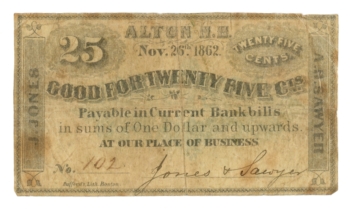 ALTON N.H.
25
Nov. 26th 1862.
TWENTY FIVE
CENTS
GOOD FOR TWENTY FIVE Cts.
W
Payable in Current Bankbills,
in sums of One Dollar and upwards.
AT OUR PLACE OF BUSINESS
No. 102
Jones & Sawyer
J. JONES
SAWYER